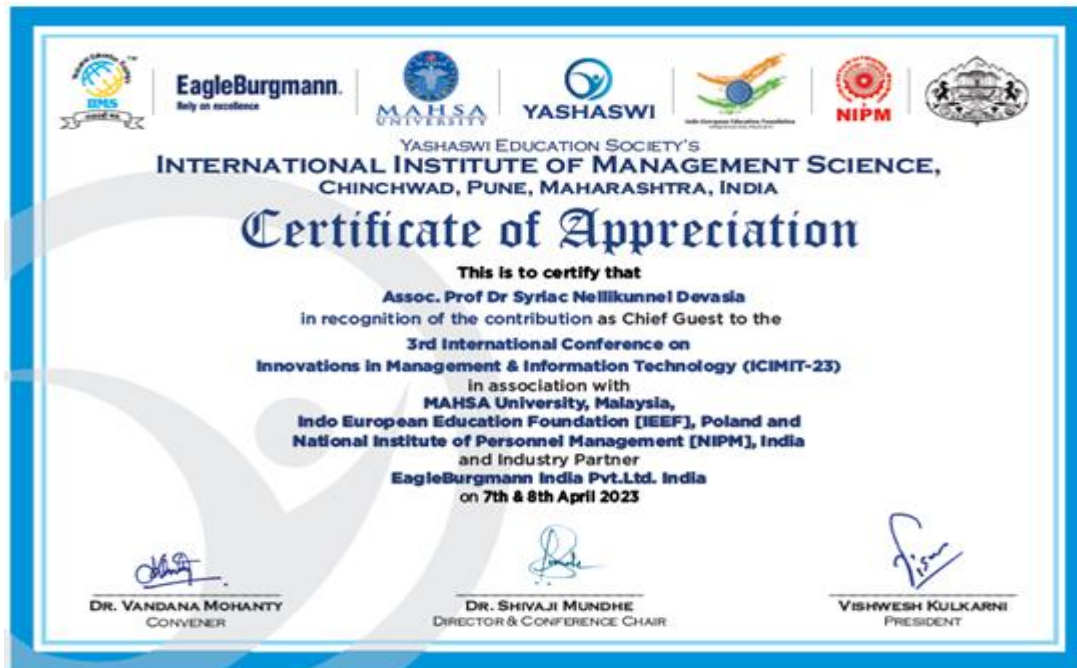 IIMS
EagleBurgmann.
Rely on excellence
MAHSA
UNIVERSITY
YASHASWI
Indo European Education Foundation
NIPM
YASHASWI EDUCATION SOCIETY'S
INTERNATIONAL INSTITUTE OF MANAGEMENT SCIENCE,
CHINCHWAD, PUNE, MAHARASHTRA, INDIA
Certificate of Appreciation
This is to certify that
Assoc. Prof Dr Syriac Nellikunnel Devasia
in recognition of the contribution as Chief Guest to the
3rd International Conference on
Innovations in Management & Information Technology (ICIMIT-23)
in association with
MAHSA University, Malaysia,
Indo European Education Foundation [IEEF], Poland and
National Institute of Personnel Management [NIPM], India
and Industry Partner
EagleBurgmann India Pvt.Ltd. India
on 7th & 8th April 2023
DR. VANDANA MOHANTY
CONVENER
DR. SHIVAJI MUNDHE
DIRECTOR & CONFERENCE CHAIR
VISHWESH KULKARNI
PRESIDENT